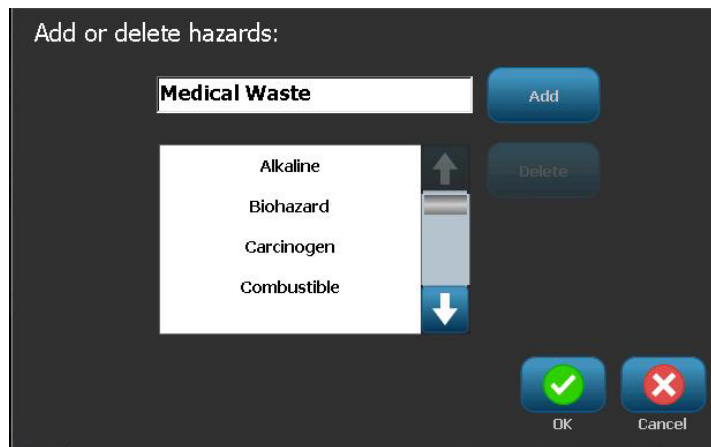 Add or delete hazards:
Medical Waste
Add
Alkaline
Delete
Biohazard
Carcinogen
Combustible
OK
Cancel